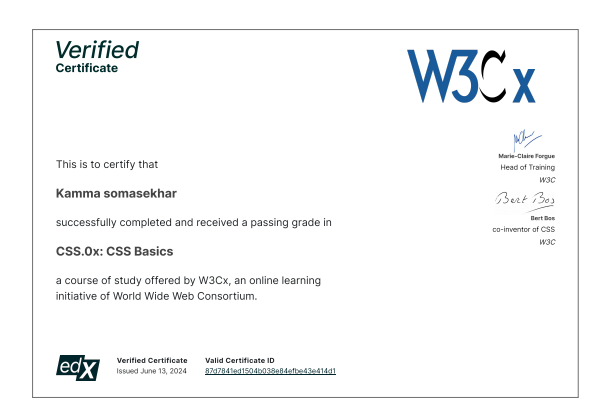 Verified
Certificate
W3Cx
This is to certify that
Kamma somasekhar
successfully completed and received a passing grade in
CSS.0x: CSS Basics
a course of study offered by W3Cx, an online learning
initiative of World Wide Web Consortium.
Marie-Claire Forgue
Head of Training
W3C
Bert Bos
Bert Bos
co-inventor of CSS
W3C
edX
Verified Certificate
Issued June 13, 2024
Valid Certificate ID
87d7841ed1504b038e84efbe43e414d1